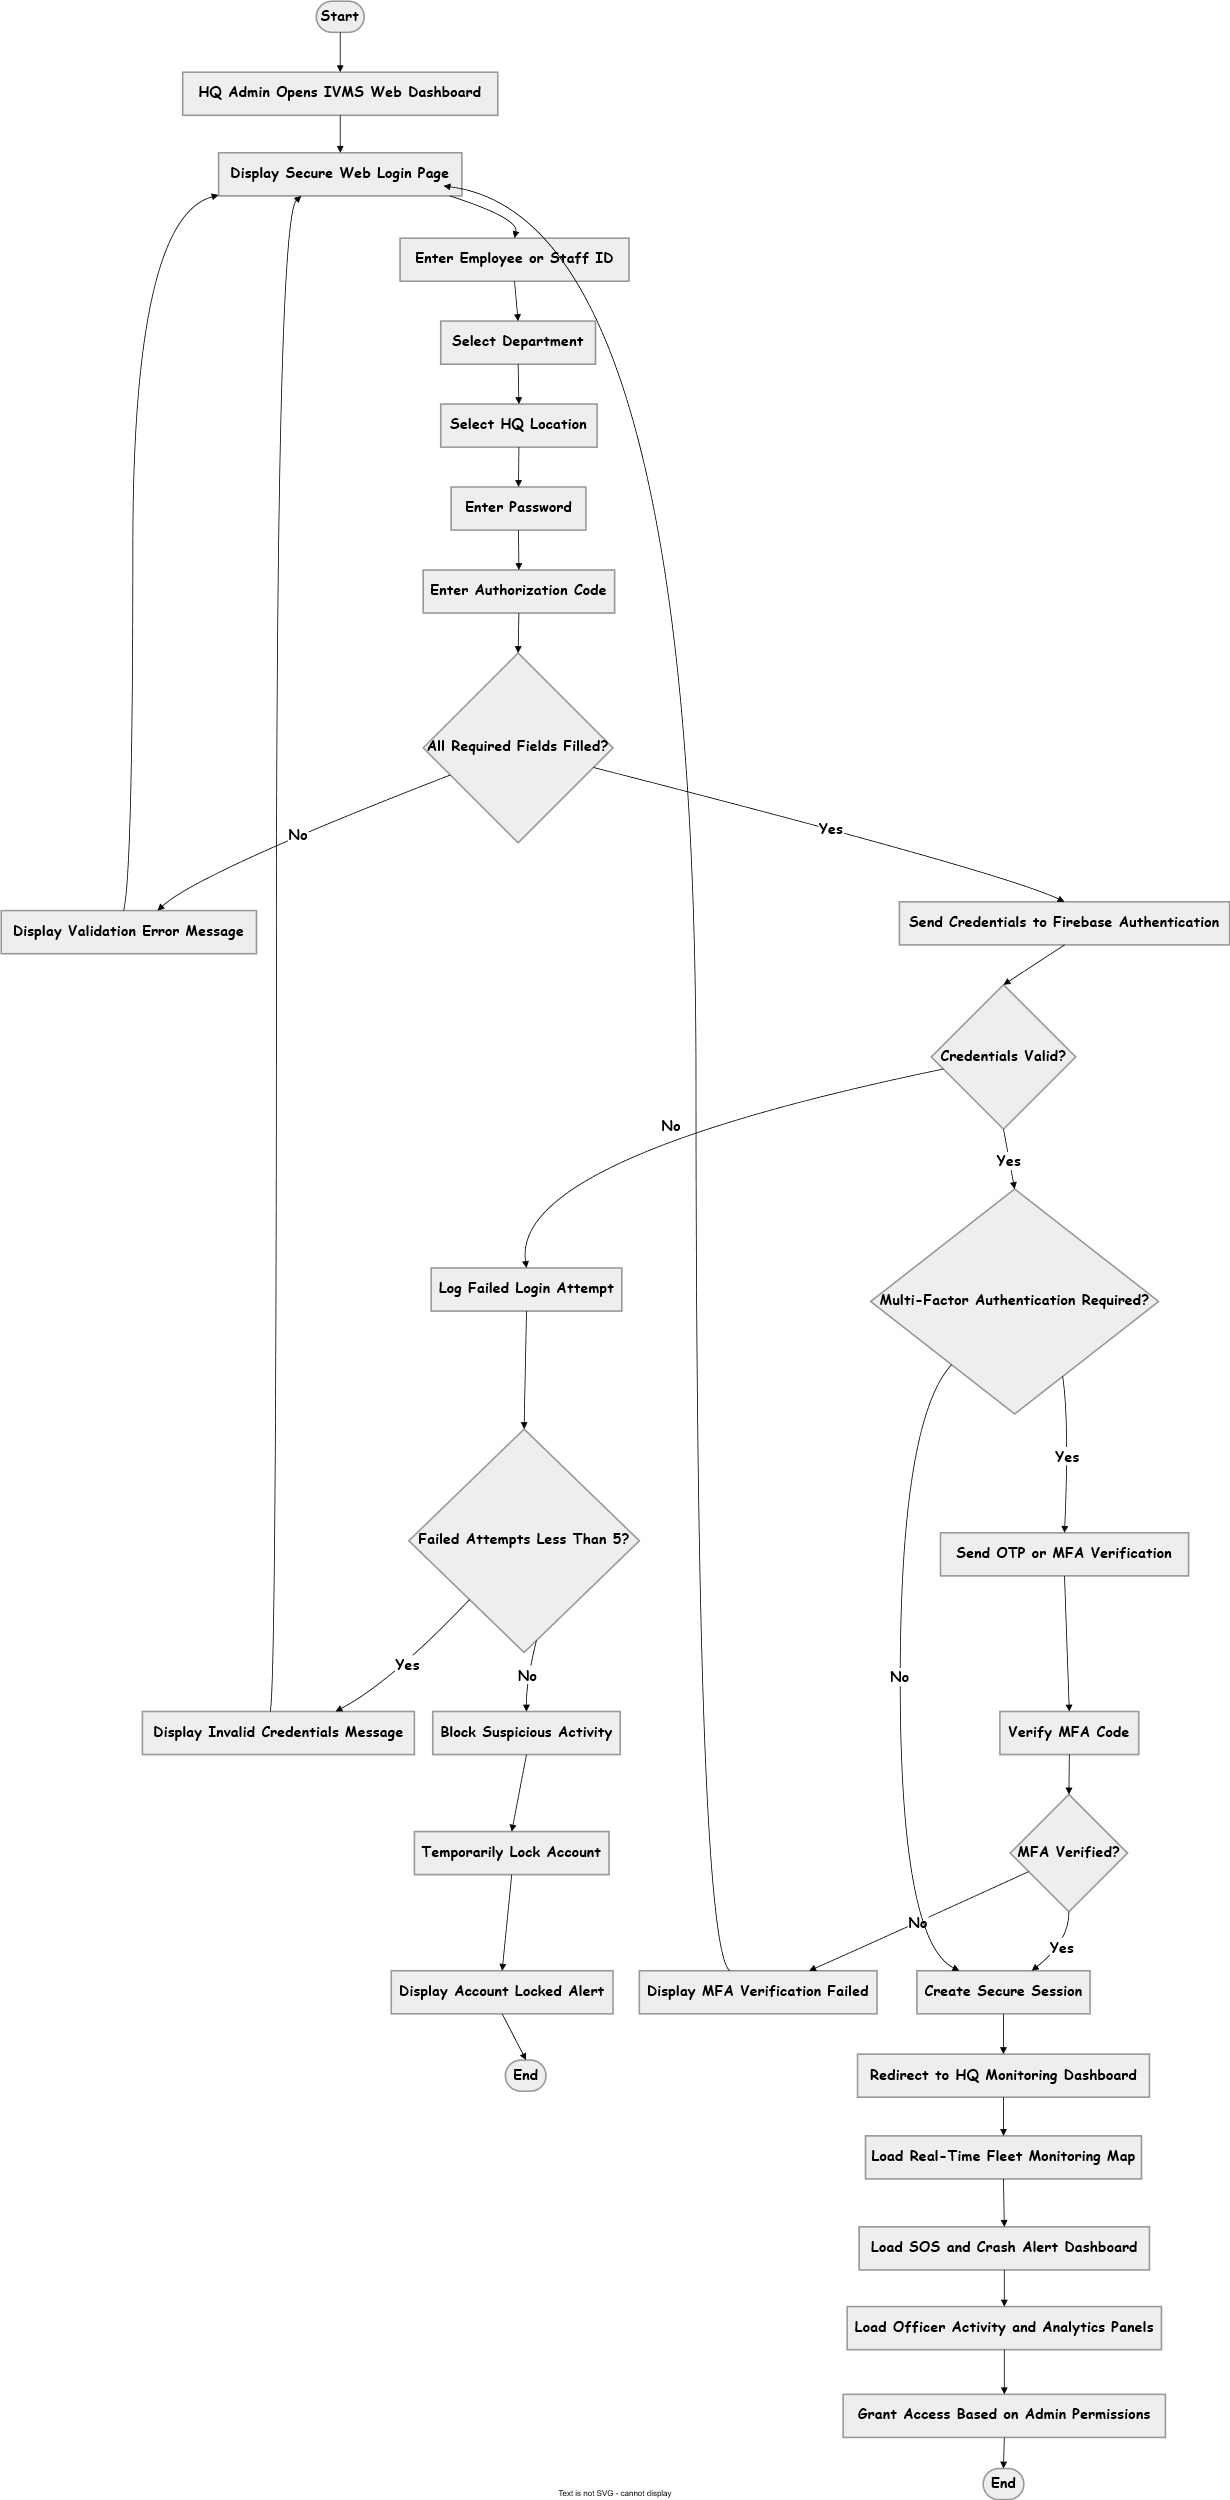 Start
HQ Admin Opens IVMS Web Dashboard
Display Secure Web Login Page
Enter Employee or Staff ID
Select Department
Select HQ Location
Enter Password
Enter Authorization Code
All Required Fields Filled?
No
Yes
Display Validation Error Message
Send Credentials to Firebase Authentication
Credentials Valid?
No
Yes
Log Failed Login Attempt
Multi-Factor Authentication Required?
Yes
Failed Attempts Less Than 5?
Send OTP or MFA Verification
Yes
No
No
Display Invalid Credentials Message
Block Suspicious Activity
Verify MFA Code
Temporarily Lock Account
MFA Verified?
No
Yes
Display Account Locked Alert
Display MFA Verification Failed
Create Secure Session
End
Redirect to HQ Monitoring Dashboard
Load Real-Time Fleet Monitoring Map
Load SOS and Crash Alert Dashboard
Load Officer Activity and Analytics Panels
Grant Access Based on Admin Permissions
End
Text is not SVG - cannot display